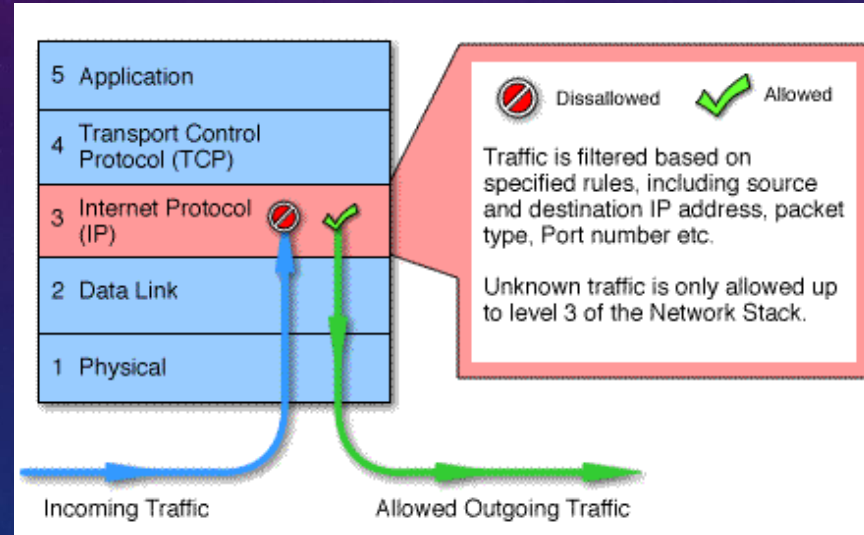 5 Application
4 Transport Control
Protocol (TCP)
3 Internet Protocol
(IP)
2 Data Link
1 Physical
Incoming Traffic
Allowed Outgoing Traffic
Dissallowed
Allowed
Traffic is filtered based on
specified rules, including source
and destination IP address, packet
type, Port number etc.
Unknown traffic is only allowed up
to level 3 of the Network Stack.